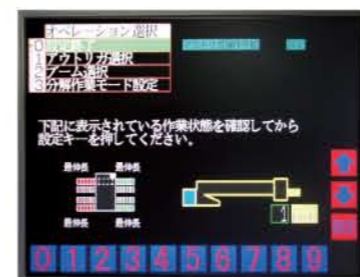 オペレーション選択
0 設定終了
1 アウトリガ選択
2 ブーム選択
3 分解作業モード設定
下記に表示されている作業状態を確認してから
設定キーを押してください。
最伸長 最伸長
最伸長 最伸長
1
0 1 2 3 4 5 6 7 8 9